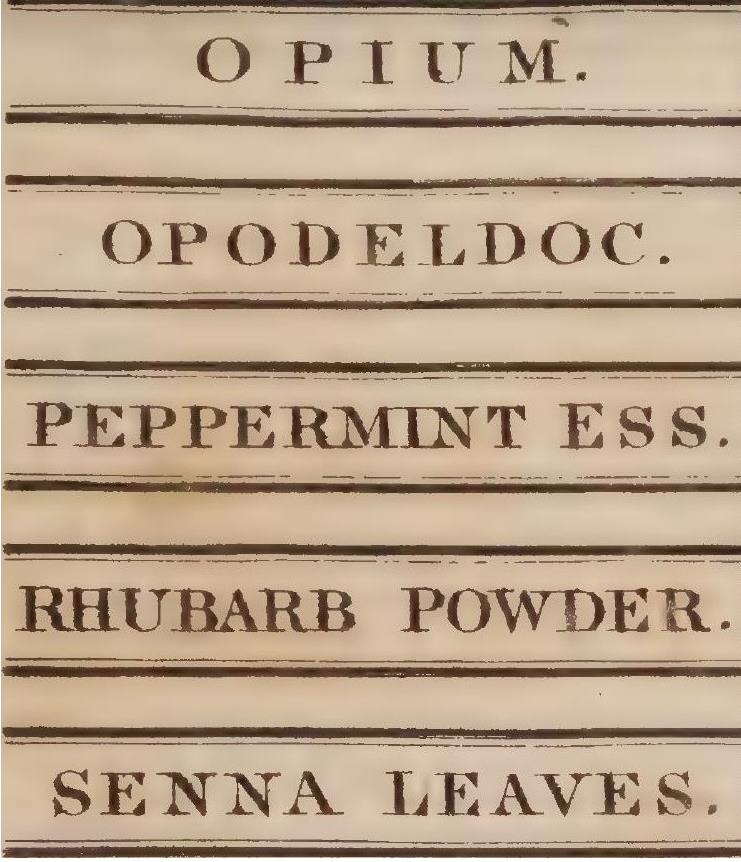 OPIUM.
OPODELDOC.
PEPPERMINT ESS.
RHUBARB POWDER.
SENNA LEAVES.